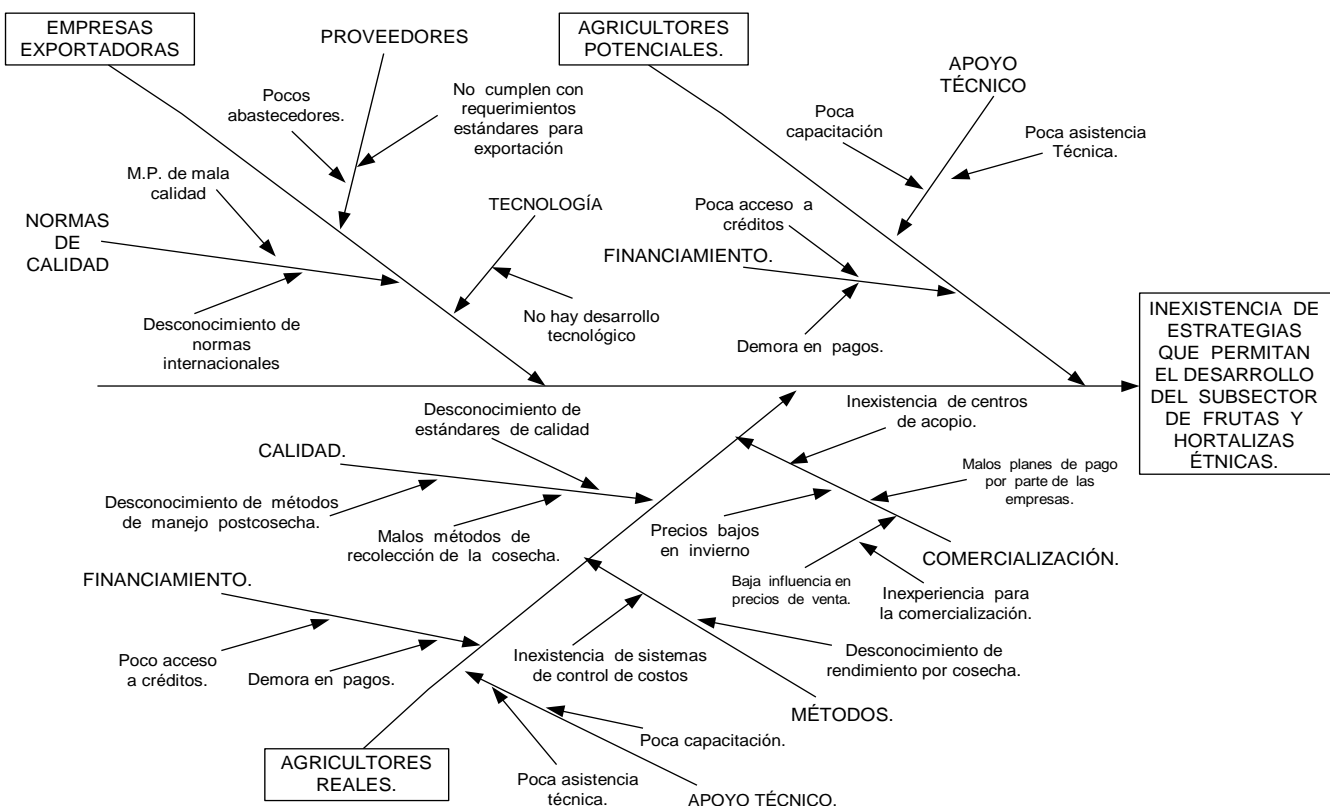 EMPRESAS
EXPORTADORAS
PROVEEDORES
Pocos
abastecedores.
No cumplen con
requerimientos
estándares para
exportación
M.P. de mala
calidad
NORMAS
DE
CALIDAD
Desconocimiento de
normas
internacionales
TECNOLOGÍA
No hay desarrollo
tecnológico
AGRICULTORES
POTENCIALES.
APOYO
TÉCNICO
Poca
capacitación
Poca asistencia
Técnica.
Poca acceso a
créditos
FINANCIAMIENTO.
Demora en pagos.
INEXISTENCIA DE
ESTRATEGIAS
QUE PERMITAN
EL DESARROLLO
DEL SUBSECTOR
DE FRUTAS Y
HORTALIZAS
ÉTNICAS.
Desconocimiento de
estándares de calidad
CALIDAD.
Desconocimiento de métodos
de manejo postcosecha.
Malos métodos de
recolección de la cosecha.
FINANCIAMIENTO.
Poco acceso
a créditos.
Demora en pagos.
AGRICULTORES
REALES.
Inexistencia de centros
de acopio.
Malos planes de pago
por parte de las
empresas.
Precios bajos
en invierno
COMERCIALIZACIÓN.
Baja influencia en
precios de venta.
Inexperiencia para
la comercialización.
Inexistencia de sistemas
de control de costos
Desconocimiento de
rendimiento por cosecha.
MÉTODOS.
Poca capacitación.
Poca asistencia
técnica.
APOYO TÉCNICO.